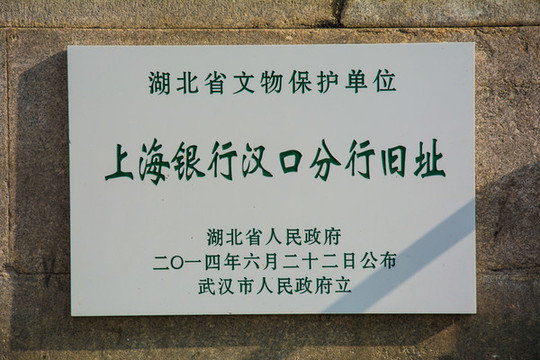 湖北省文物保护单位
上海银行汉口分行旧址
湖北省人民政府
二〇一四年六月二十二日公布
武汉市人民政府立